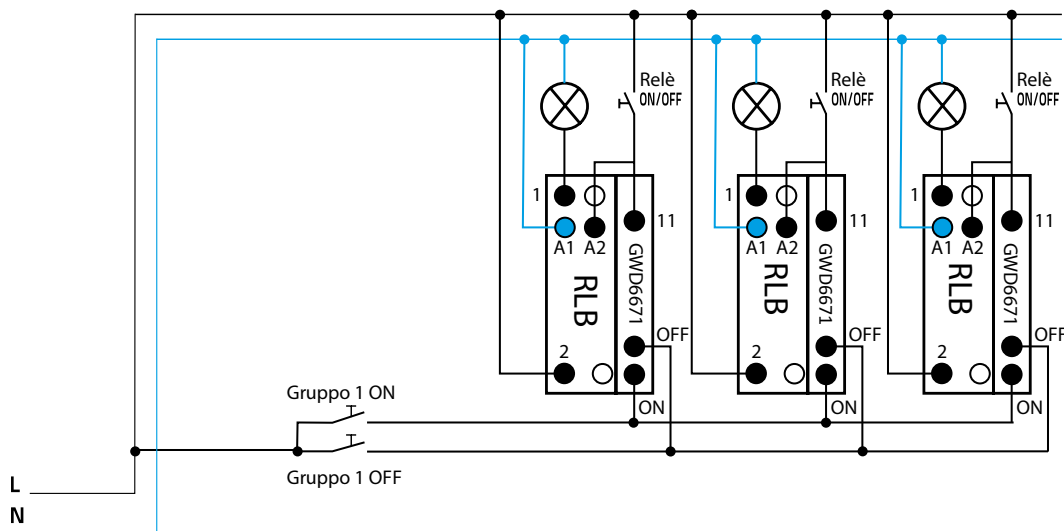 Relè
ON/OFF
Relè
ON/OFF
Relè
ON/OFF
1
11
A1
A2
RLB
GWD6671
OFF
2
ON
1
11
A1
A2
RLB
GWD6671
OFF
2
ON
1
11
A1
A2
RLB
GWD6671
OFF
2
ON
Gruppo 1 ON
Gruppo 1 OFF
L
N